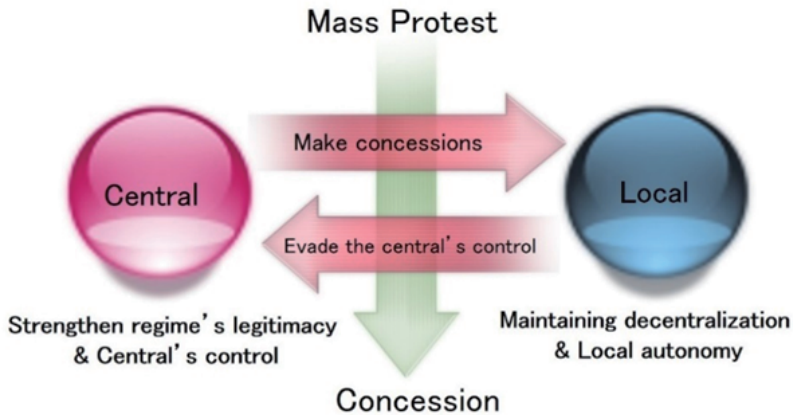 Mass Protest
Make concessions
Central
Local
Evade the central's control
Strengthen regime's legitimacy
& Central's control
Maintaining decentralization
& Local autonomy
Concession